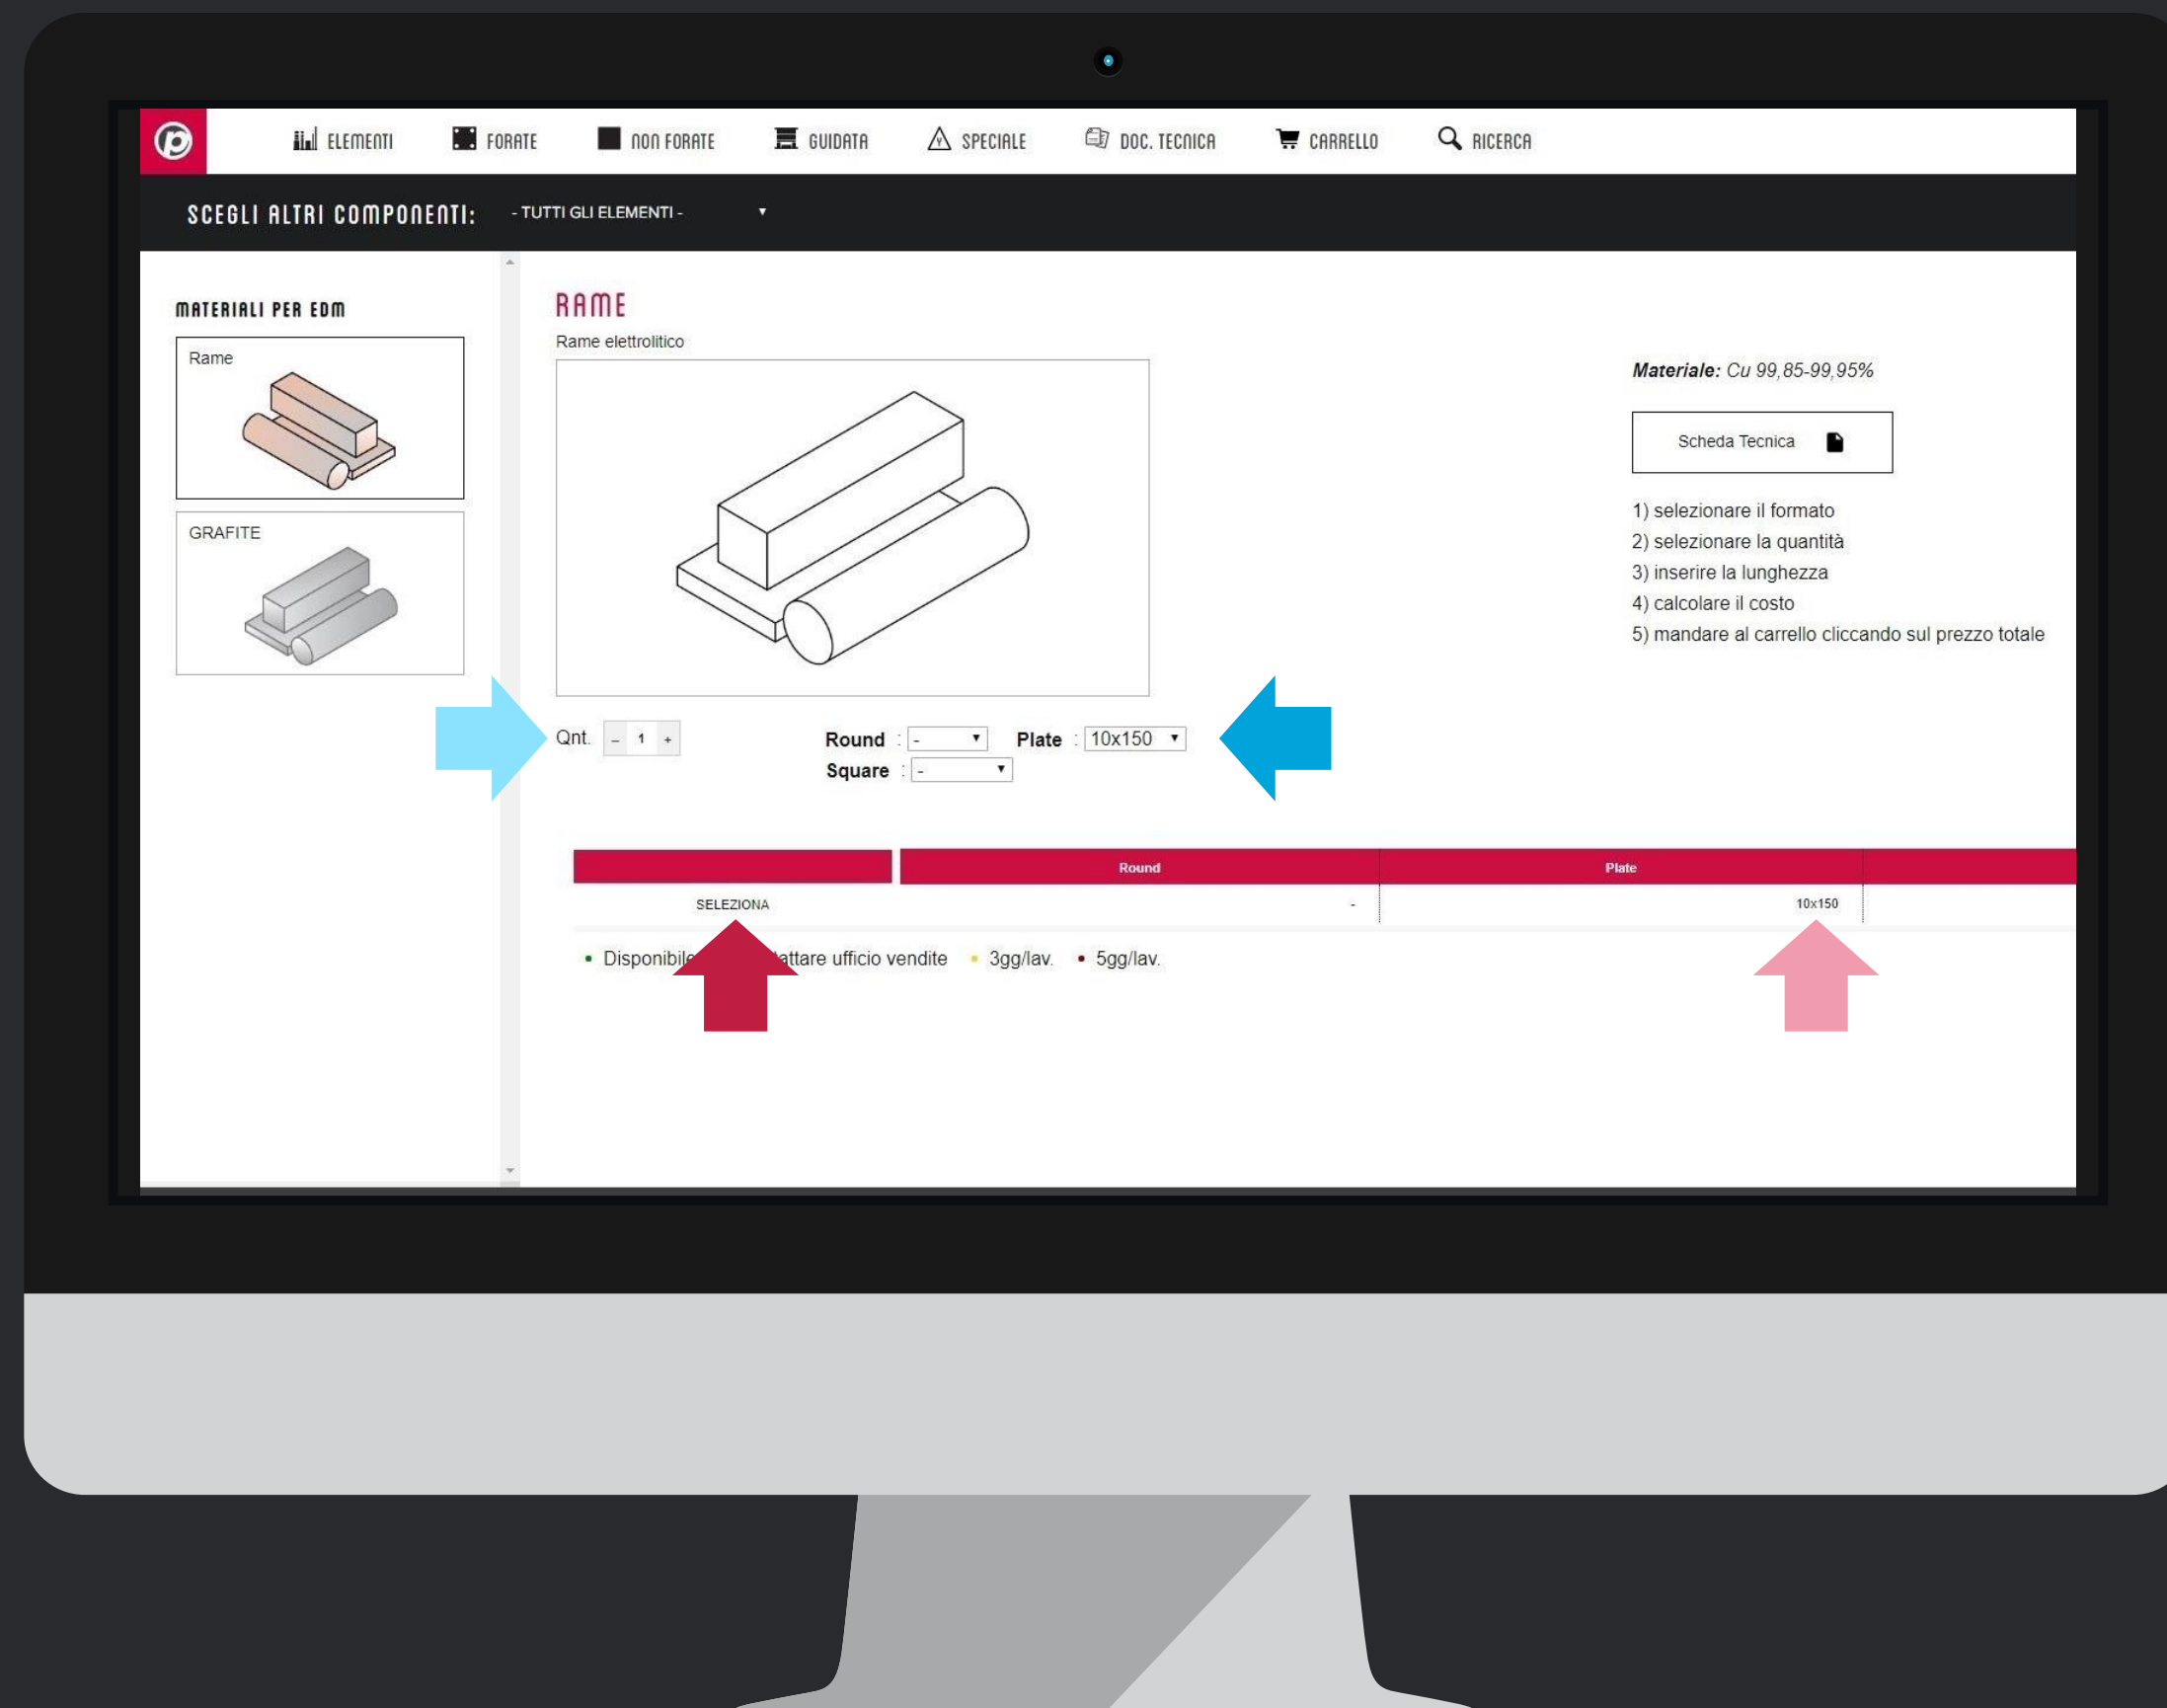 ELEMENTI FORATE NON FORATE GUIDATA SPECIALE DOC. TECNICA CARRELLO RICERCA
SCEGLI ALTRI COMPONENTI: - TUTTI GLI ELEMENTI -
MATERIALI PER EDM
Rame
GRAFITE
RAME
Rame elettrolitico
Materiale: Cu 99,85-99,95%
Scheda Tecnica
1) selezionare il formato
2) selezionare la quantità
3) inserire la lunghezza
4) calcolare il costo
5) mandare al carrello cliccando sul prezzo totale
Qnt. - 1 + Round : - Plate : 10x150
Square : -
Round Plate
SELEZIONA - 10x150
ufficio vendite • 3gg/lav. • 5gg/lav.